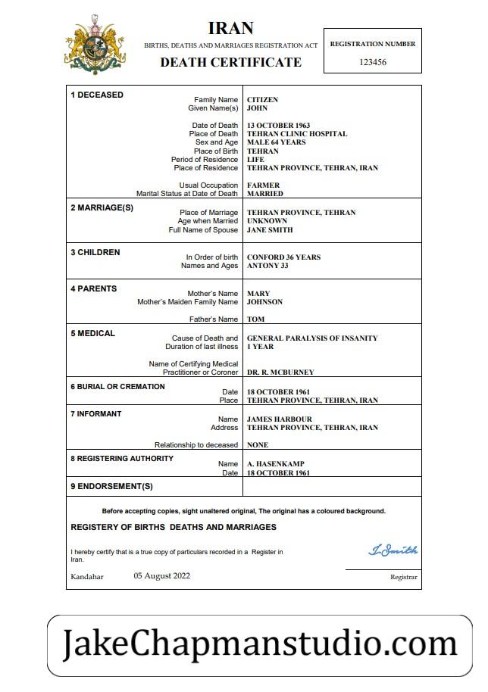 IRAN
BIRTHS, DEATHS AND MARRIAGES REGISTRATION ACT
DEATH CERTIFICATE
REGISTRATION NUMBER
123456
1 DECEASED
Family Name CITIZEN
Given Name(s) JOHN
Date of Death 13 OCTOBER 1963
Place of Death TEHRAN CLINIC HOSPITAL
Sex and Age MALE 64 YEARS
Place of Birth TEHRAN
Period of Residence LIFE
Place of Residence TEHRAN PROVINCE, TEHRAN, IRAN
Usual Occupation FARMER
Marital Status at Date of Death MARRIED
2 MARRIAGE(S)
Place of Marriage TEHRAN PROVINCE, TEHRAN
Age when Married UNKNOWN
Full Name of Spouse JANE SMITH
3 CHILDREN
In Order of birth CONFORD 36 YEARS
Names and Ages ANTONY 33
4 PARENTS
Mother's Name MARY
Mother's Maiden Family Name JOHNSON
Father's Name TOM
5 MEDICAL
Cause of Death and GENERAL PARALYSIS OF INSANITY
Duration of last illness 1 YEAR
Name of Certifying Medical
Practitioner or Coroner DR. R. MCBURNEY
6 BURIAL OR CREMATION
Date 18 OCTOBER 1961
Place TEHRAN PROVINCE, TEHRAN, IRAN
7 INFORMANT
Name JAMES HARBOUR
Address TEHRAN PROVINCE, TEHRAN, IRAN
Relationship to deceased NONE
8 REGISTERING AUTHORITY
Name A. HASENKAMP
Date 18 OCTOBER 1961
9 ENDORSEMENT(S)
Before accepting copies, sight unaltered original, The original has a coloured background.
REGISTERY OF BIRTHS DEATHS AND MARRIAGES
I hereby certify that is a true copy of particulars recorded in a Register in
Iran.
J. Smith
Kandahar 05 August 2022 Registrar
JakeChapmanstudio.com